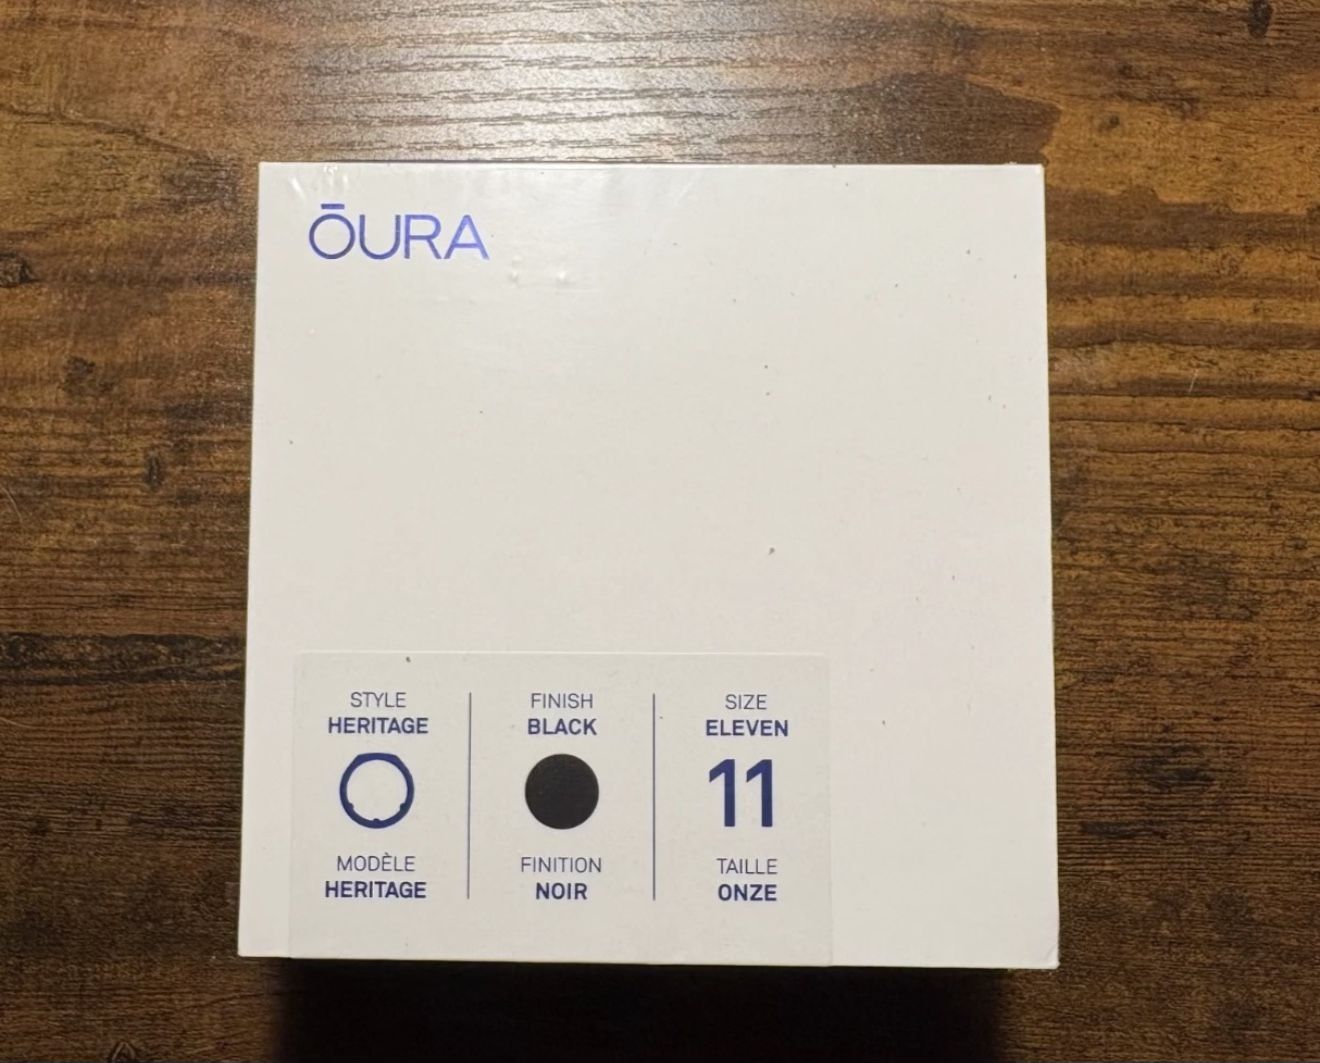 ŌURA
STYLE
HERITAGE
MODÈLE
HERITAGE
FINISH
BLACK
FINITION
NOIR
SIZE
ELEVEN
11
TAILLE
ONZE